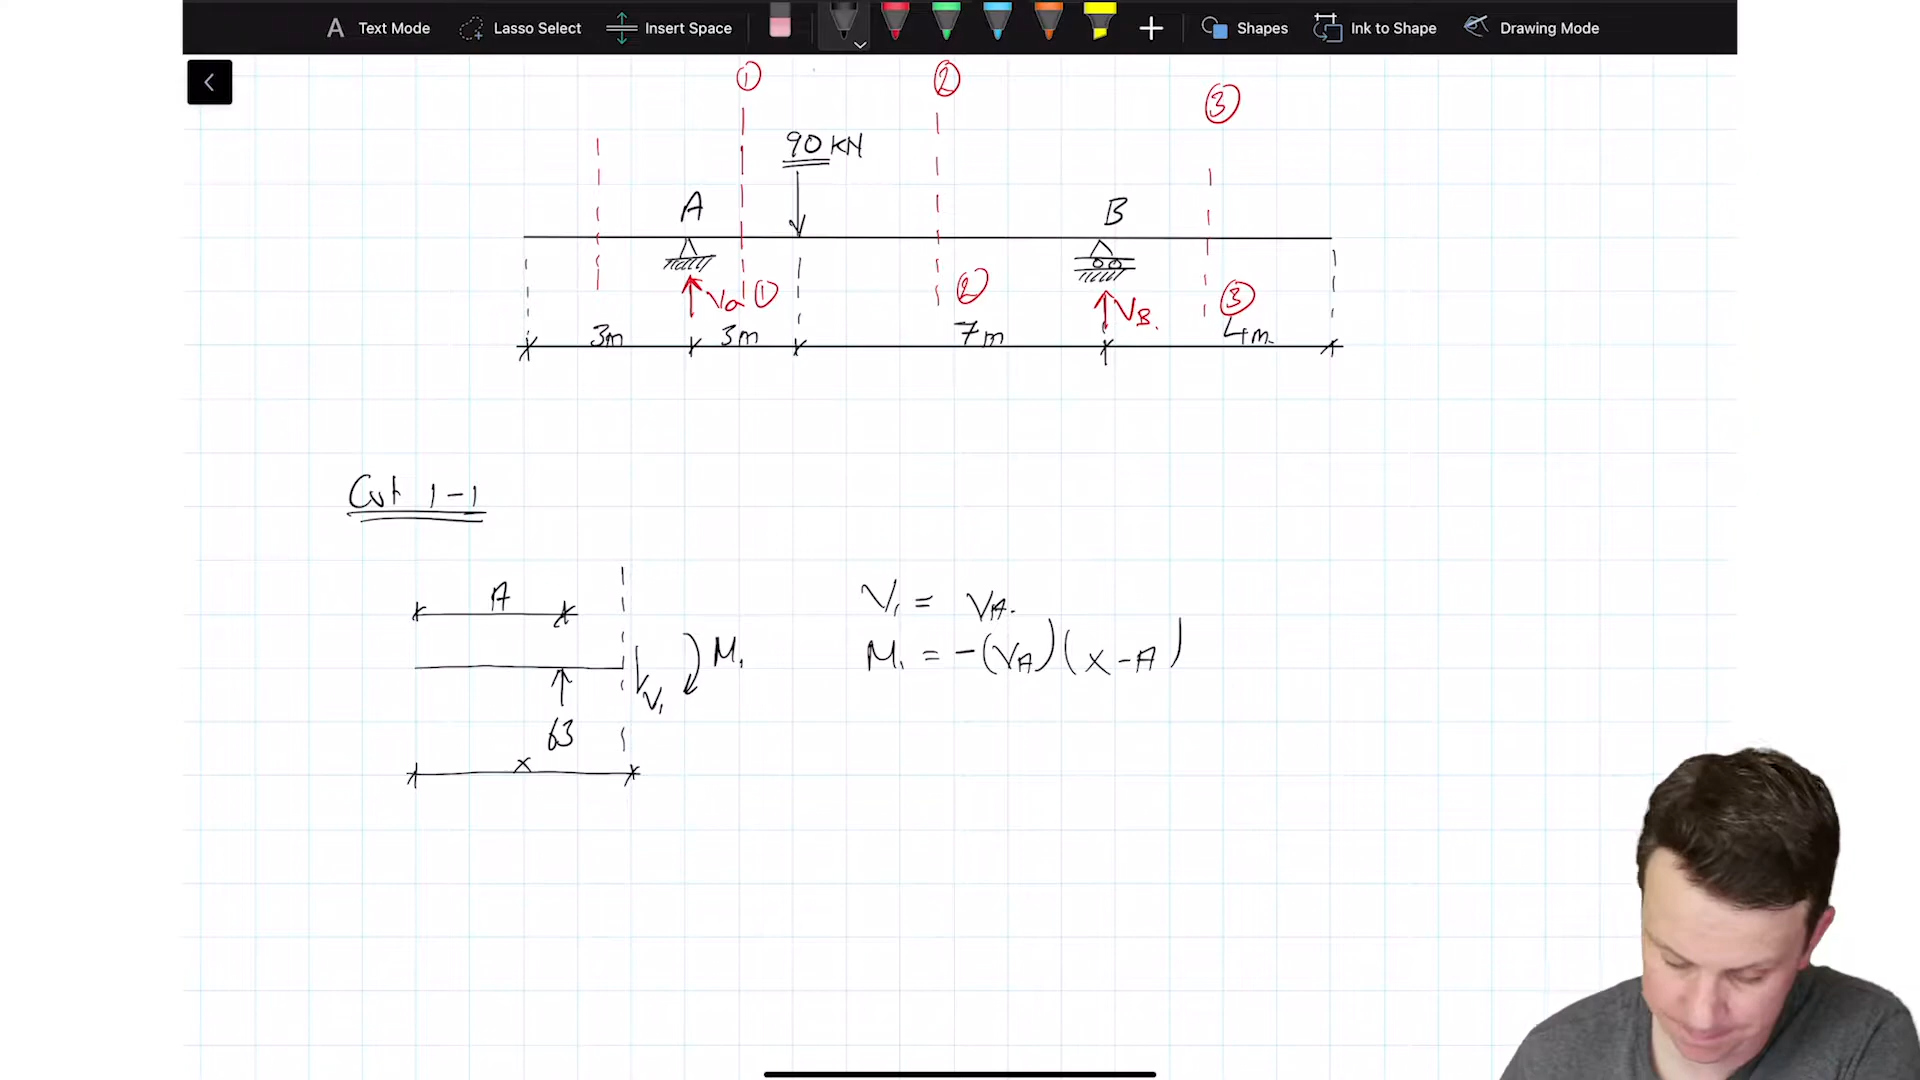 Text Mode Lasso Select Insert Space Shapes Ink to Shape Drawing Mode
① ② ③
90 KN
A B
Va ① ② VB. ③
3m 3m 7m 4m.
Cut 1-1
A
V₁ = VA.
M₁ M₁ = -(VA)(x-A)
V₁
63
x